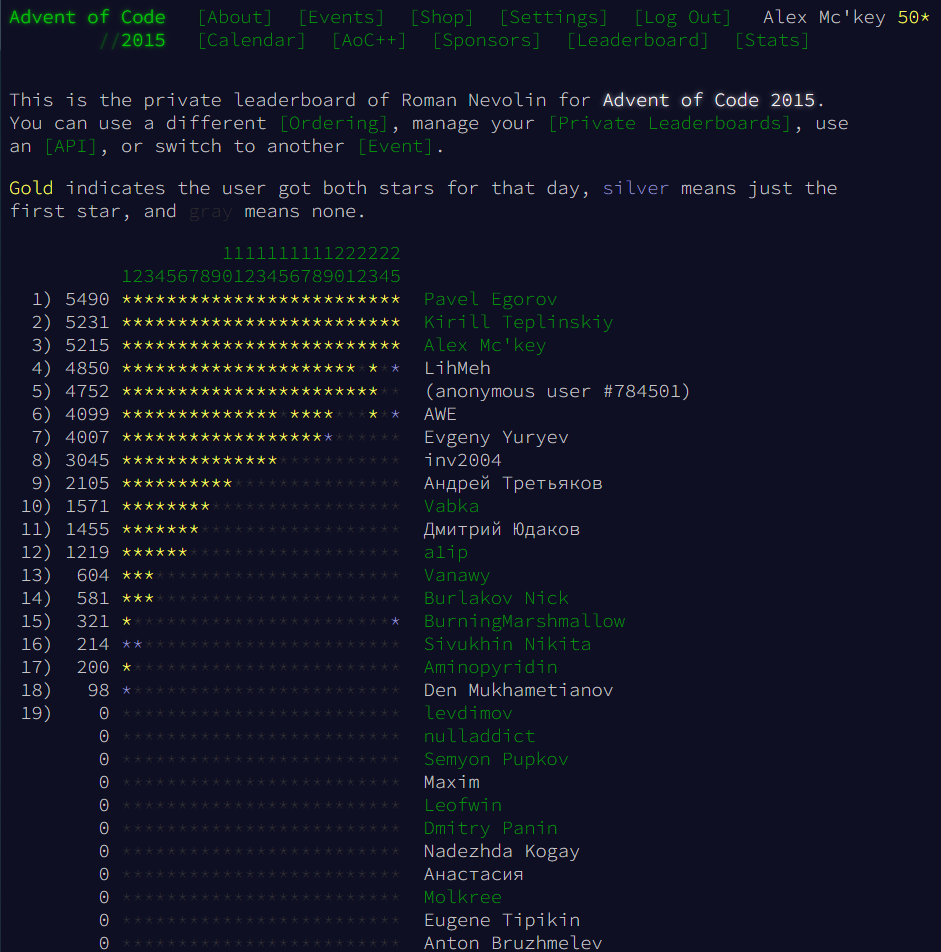 Advent of Code [About] [Events] [Shop] [Settings] [Log Out] Alex Mc'key 50*
//2015 [Calendar] [AoC++] [Sponsors] [Leaderboard] [Stats]
This is the private leaderboard of Roman Nevolin for Advent of Code 2015.
You can use a different [Ordering], manage your [Private Leaderboards], use
an [API], or switch to another [Event].
Gold indicates the user got both stars for that day, silver means just the
first star, and gray means none.
1111111111222222
1234567890123456789012345
1) 5490 ************************* Pavel Egorov
2) 5231 ************************* Kirill Teplinskiy
3) 5215 ************************* Alex Mc'key
4) 4850 ************************* LihMeh
5) 4752 ************************* (anonymous user #784501)
6) 4099 ************************* AWE
7) 4007 ************************* Evgeny Yuryev
8) 3045 ************************* inv2004
9) 2105 ************************* Андрей Третьяков
10) 1571 ************************* Vabka
11) 1455 ************************* Дмитрий Юдаков
12) 1219 ************************* a1ip
13) 604 ************************* Vanawy
14) 581 ************************* Burlakov Nick
15) 321 ************************* BurningMarshmallow
16) 214 ************************* Sivukhin Nikita
17) 200 ************************* Aminopyridin
18) 98 ************************* Den Mukhametianov
19) 0 ************************* levdimov
0 ************************* nulladdict
0 ************************* Semyon Pupkov
0 ************************* Maxim
0 ************************* Leofwin
0 ************************* Dmitry Panin
0 ************************* Nadezhda Kogay
0 ************************* Анастасия
0 ************************* Molkree
0 ************************* Eugene Tipikin
0 ************************* Anton Bruzhmelev